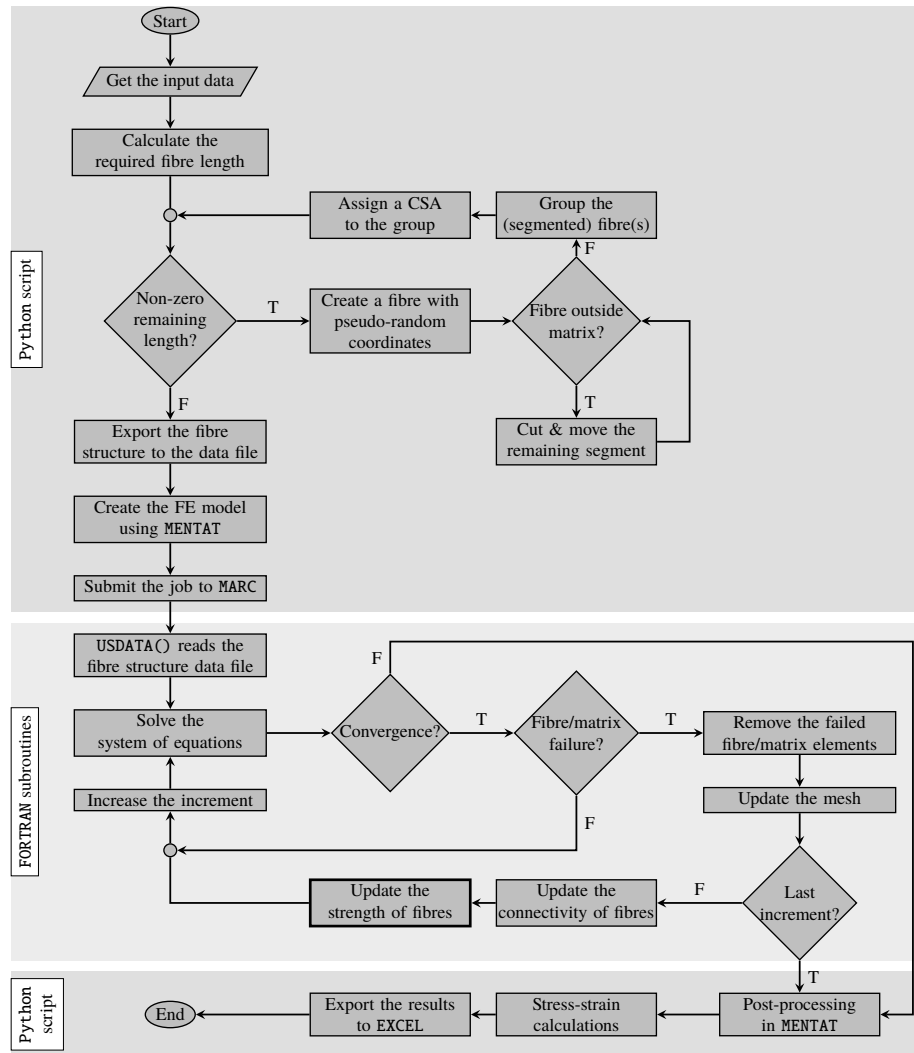 Start
Get the input data
Calculate the
required fibre length
Assign a CSA
to the group
Group the
(segmented) fibre(s)
F
Python script
Non-zero
remaining
length?
T
Create a fibre with
pseudo-random
coordinates
Fibre outside
matrix?
F
T
Export the fibre
structure to the data file
Cut & move the
remaining segment
Create the FE model
using MENTAT
Submit the job to MARC
USDATA() reads the
fibre structure data file
F
FORTRAN subroutines
Solve the
system of equations
Convergence?
T
Fibre/matrix
failure?
T
Remove the failed
fibre/matrix elements
Increase the increment
Update the mesh
F
Update the
strength of fibres
Update the
connectivity of fibres
F
Last
increment?
T
Python
script
End
Export the results
to EXCEL
Stress-strain
calculations
Post-processing
in MENTAT